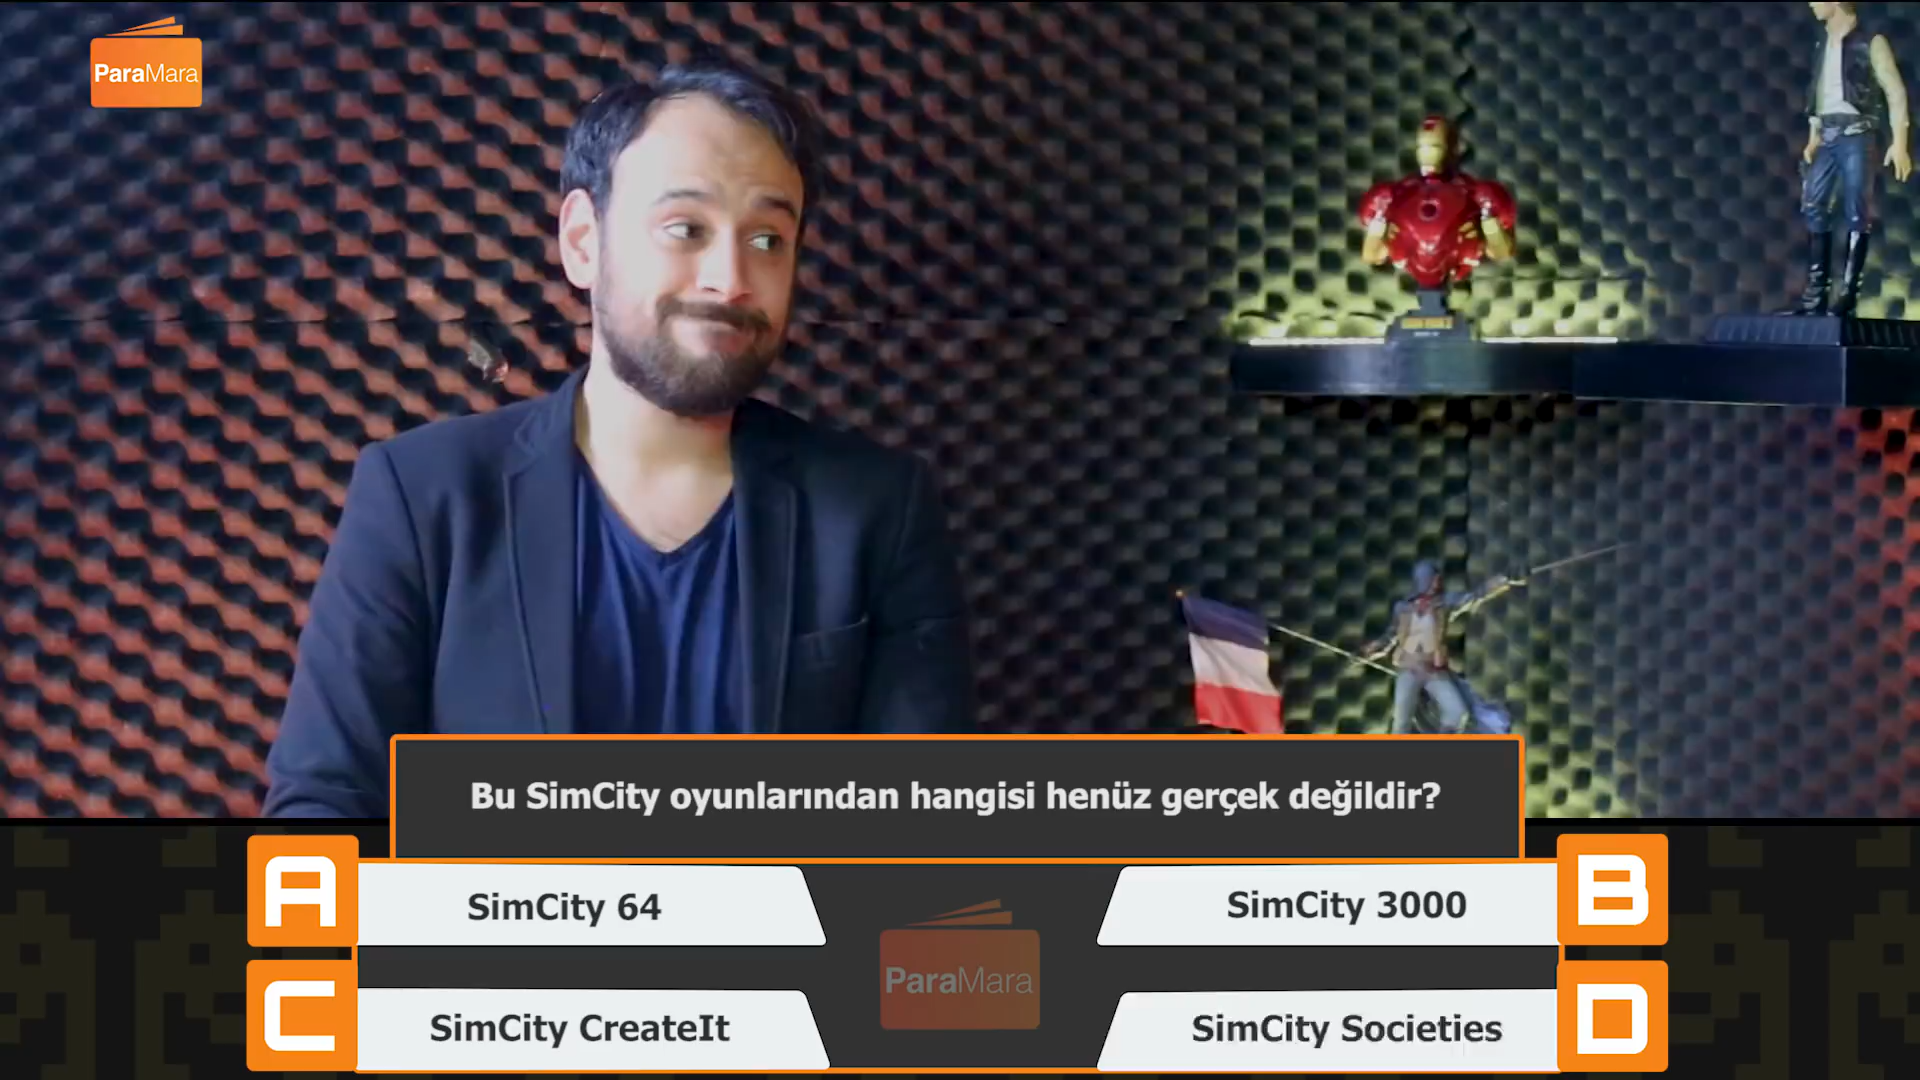 ParaMara
Bu SimCity oyunlarından hangisi henüz gerçek değildir?
A
SimCity 64
B
SimCity 3000
ParaMara
C
SimCity CreateIt
D
SimCity Societies